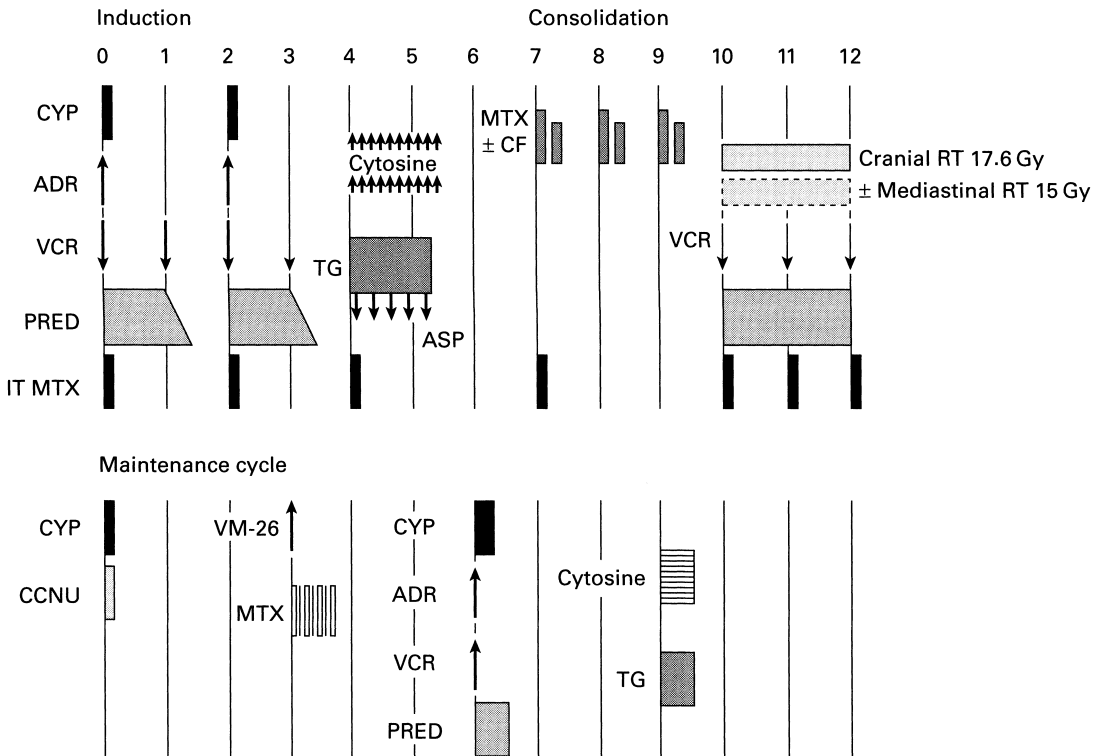 Induction
Consolidation
0 1 2 3 4 5 6 7 8 9 10 11 12
CYP
MTX
± CF
Cytosine
Cranial RT 17.6 Gy
ADR
± Mediastinal RT 15 Gy
VCR
VCR
TG
PRED
ASP
IT MTX
Maintenance cycle
CYP
VM-26
CYP
Cytosine
CCNU
ADR
MTX
VCR
TG
PRED